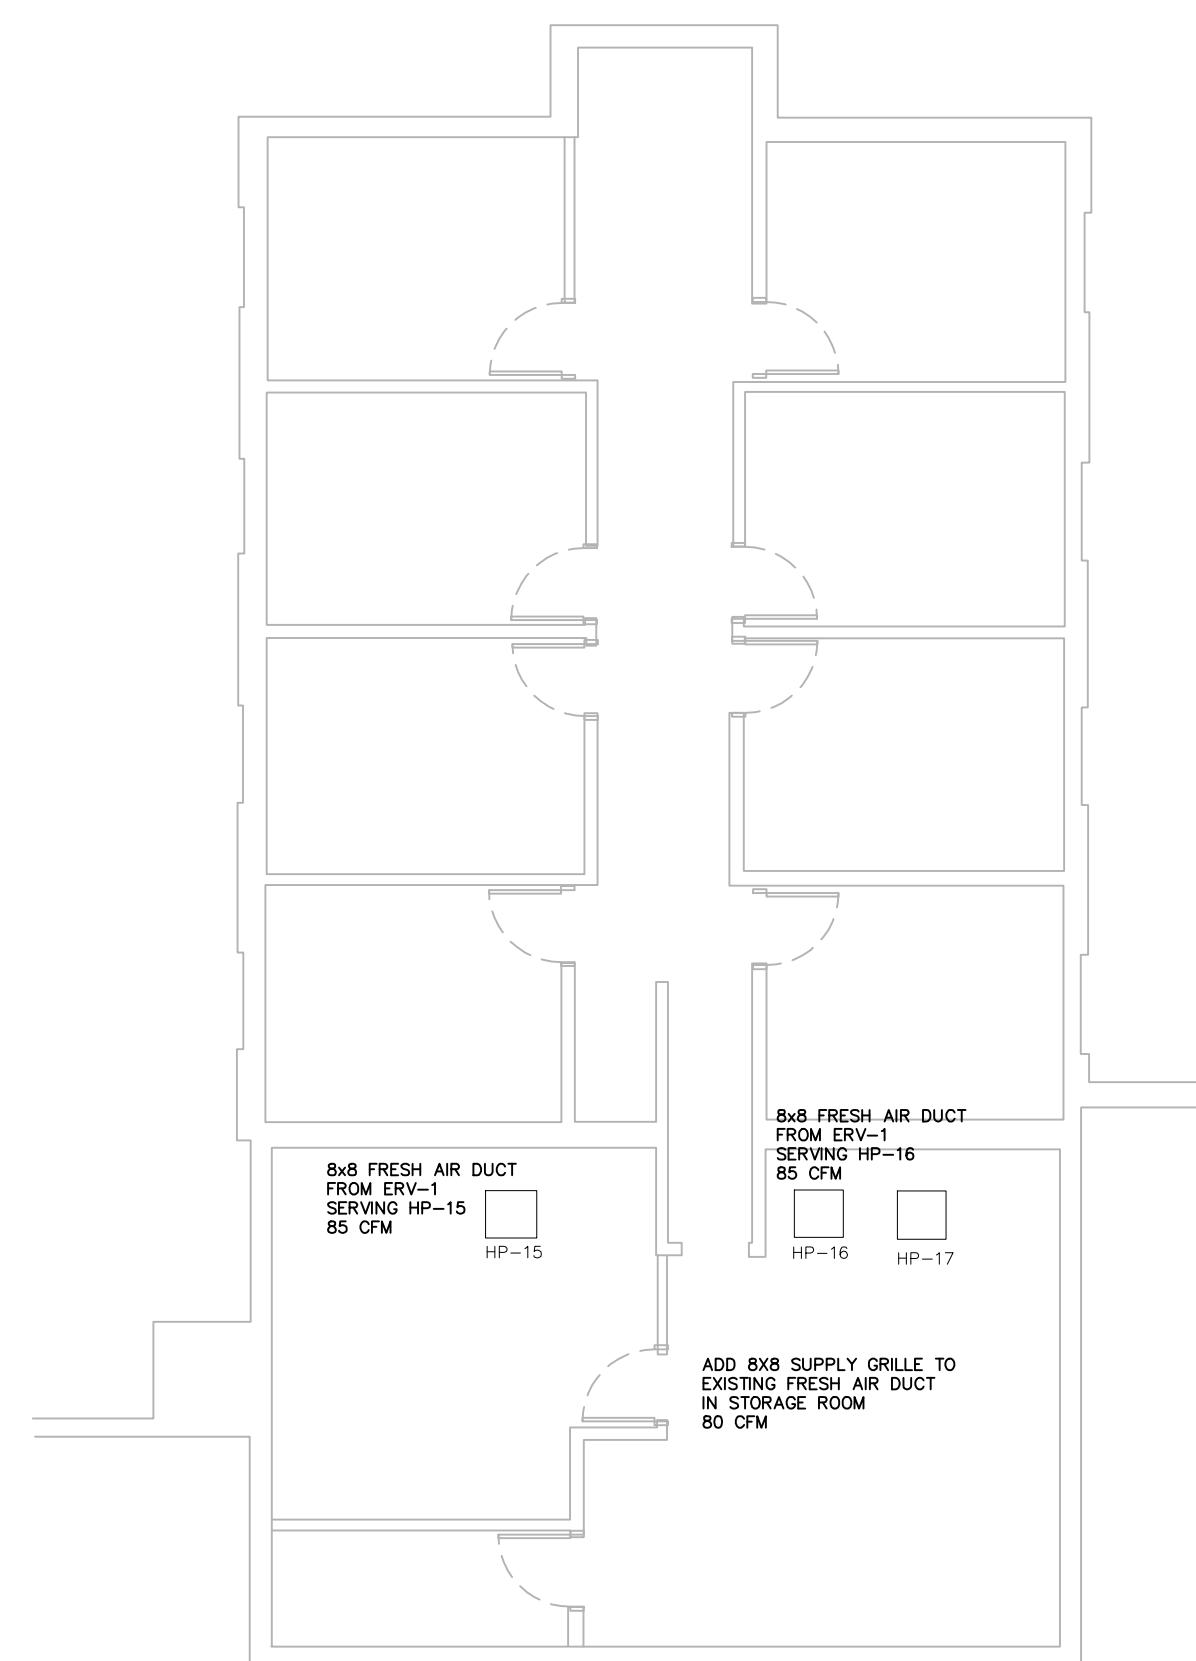 8x8 FRESH AIR DUCT
FROM ERV-1
SERVING HP-16
85 CFM
8x8 FRESH AIR DUCT
FROM ERV-1
SERVING HP-15
85 CFM
HP-15
HP-16
HP-17
ADD 8X8 SUPPLY GRILLE TO
EXISTING FRESH AIR DUCT
IN STORAGE ROOM
80 CFM